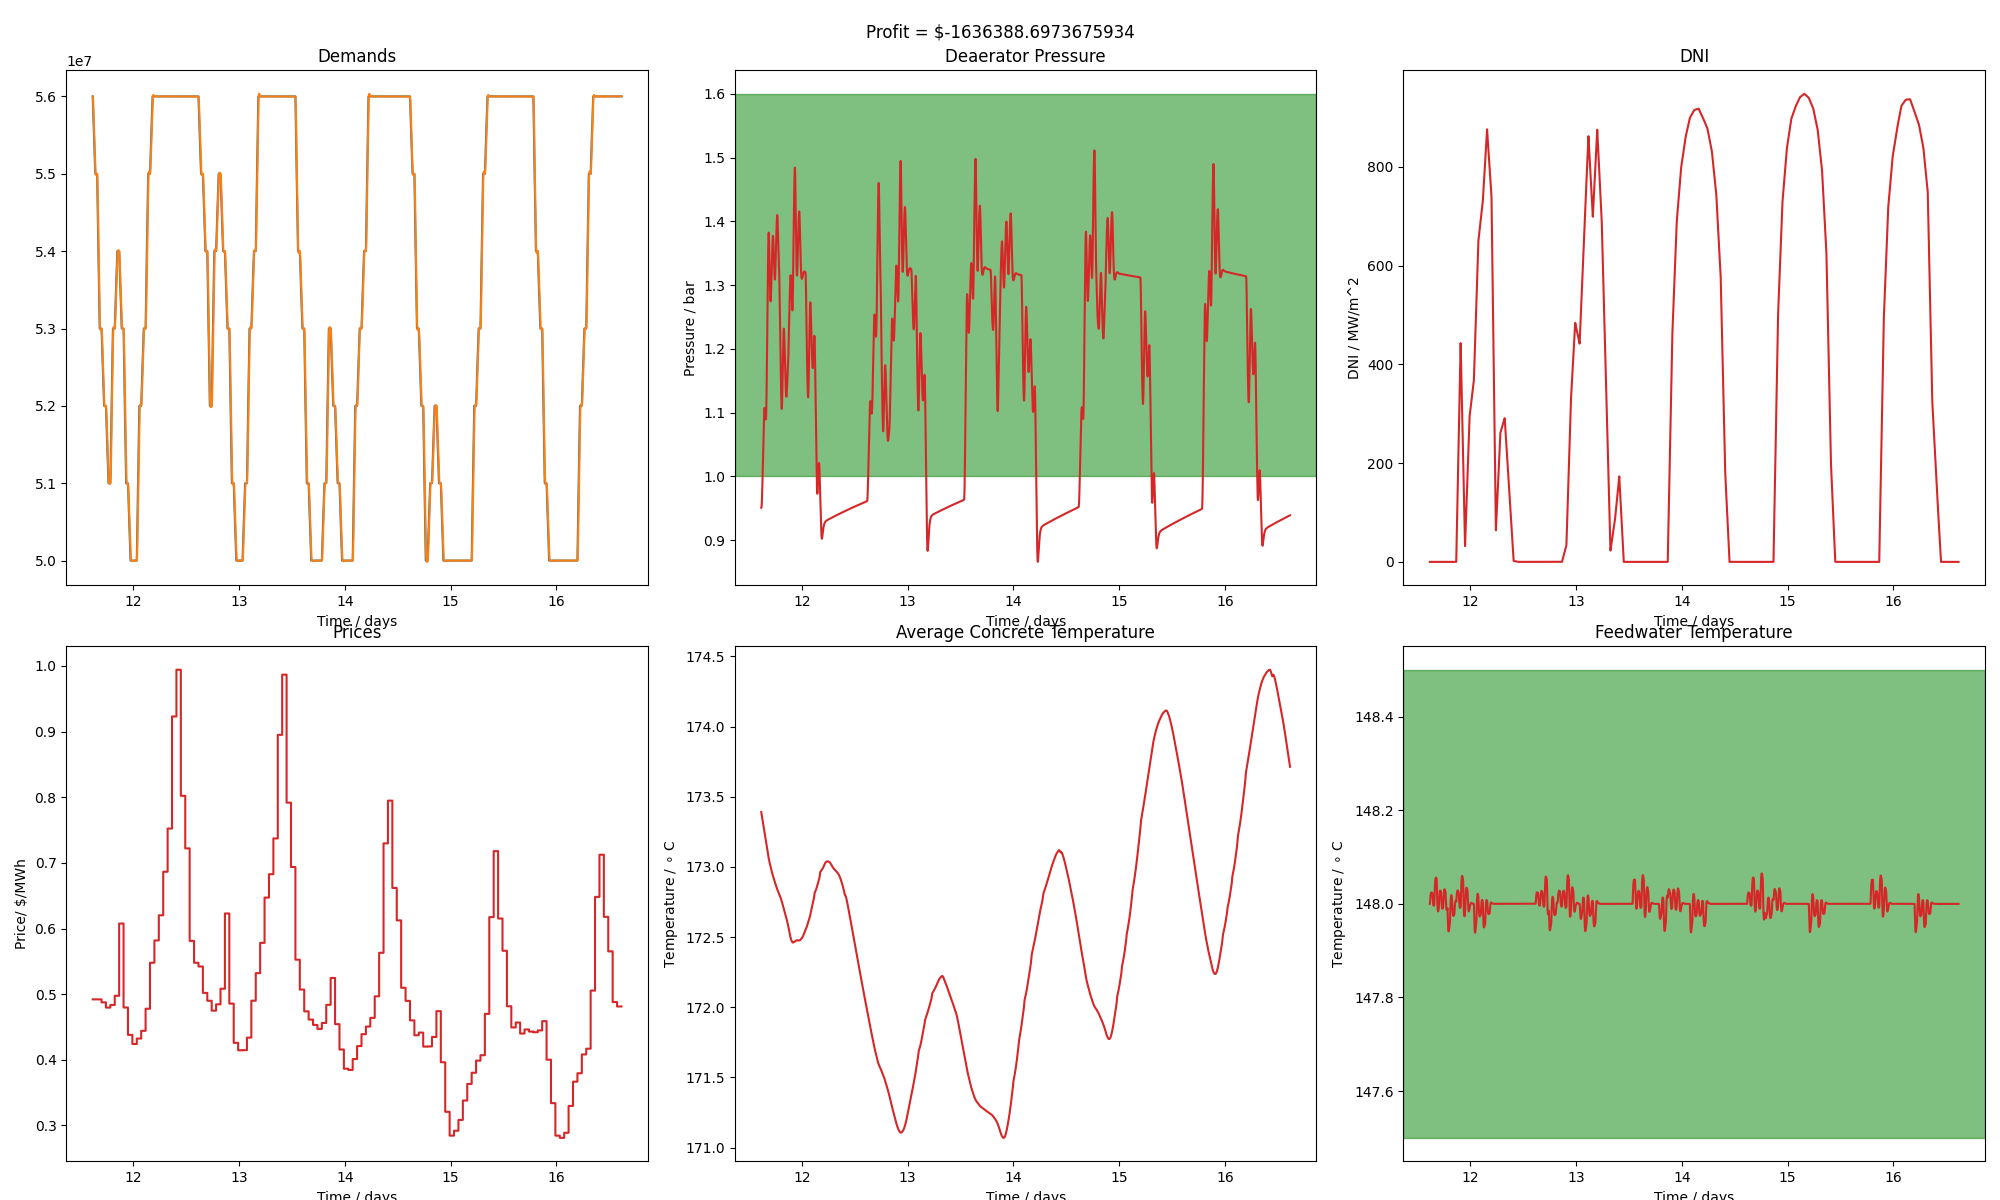 Profit = $-1636388.6973675934
Demands
1e7
5.6
5.5
5.4
5.3
5.2
5.1
5.0
12 13 14 15 16
Time / days
Deaerator Pressure
Pressure / bar
1.6
1.5
1.4
1.3
1.2
1.1
1.0
0.9
12 13 14 15 16
Time / days
DNI
DNI / MW/m^2
800
600
400
200
0
12 13 14 15 16
Time / days
Prices
Price/ $/MWh
1.0
0.9
0.8
0.7
0.6
0.5
0.4
0.3
12 13 14 15 16
Time / days
Average Concrete Temperature
Temperature / ∘ C
174.5
174.0
173.5
173.0
172.5
172.0
171.5
171.0
12 13 14 15 16
Time / days
Feedwater Temperature
Temperature / ∘ C
148.4
148.2
148.0
147.8
147.6
12 13 14 15 16
Time / days